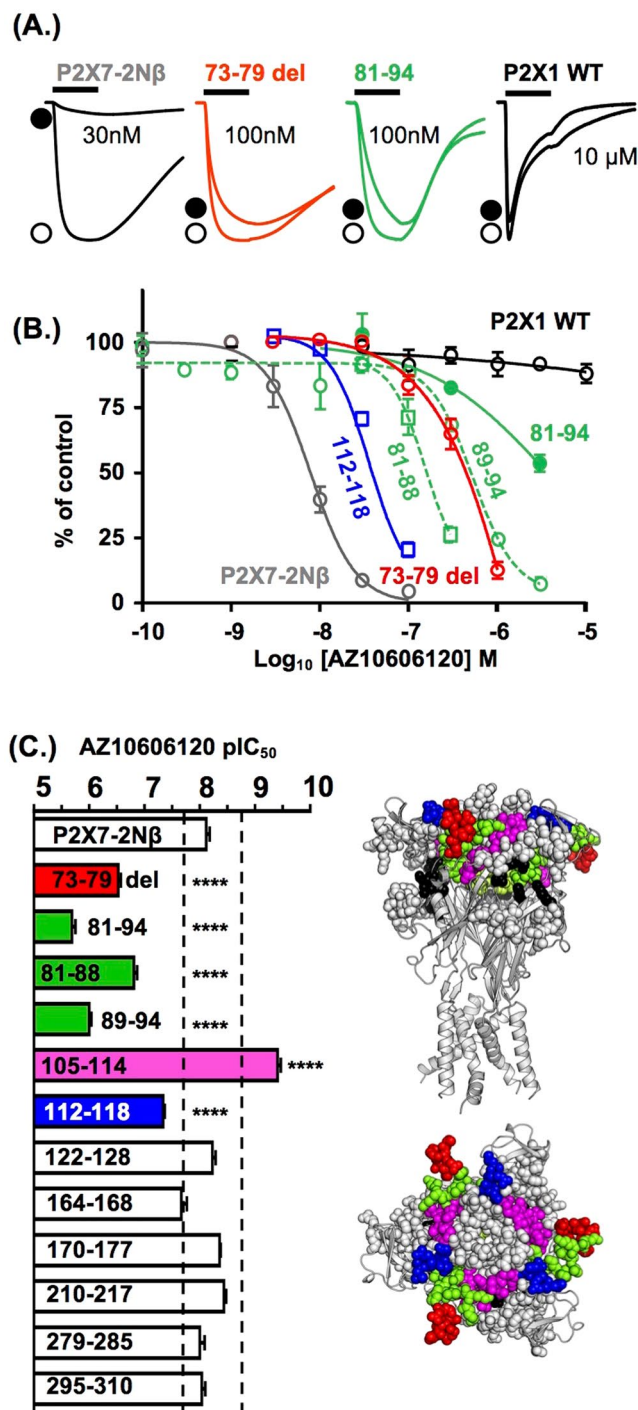 (A.)
P2X7-2Nβ 73-79 del 81-94 P2X1 WT
30nM 100nM 100nM 10 µM
(B.)
P2X1 WT
% of control
100
75
50
25
0
81-94
112-118
81-88
89-94
P2X7-2Nβ 73-79 del
-10 -9 -8 -7 -6 -5
Log₁₀ [AZ10606120] M
(C.) AZ10606120 pIC₅₀
5 6 7 8 9 10
P2X7-2Nβ
73-79 del ****
81-94 ****
81-88 ****
89-94 ****
105-114 ****
112-118 ****
122-128
164-168
170-177
210-217
279-285
295-310